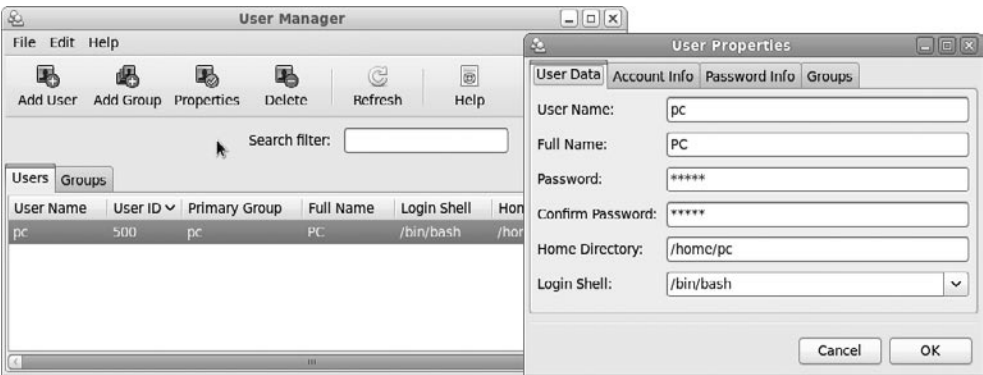 User Manager
File Edit Help
Add User Add Group Properties Delete Refresh Help
Search filter:
Users Groups
User Name User ID Primary Group Full Name Login Shell Hon
pc 500 pc PC /bin/bash /hor
User Properties
User Data Account Info Password Info Groups
User Name: pc
Full Name: PC
Password: *****
Confirm Password: *****
Home Directory: /home/pc
Login Shell: /bin/bash
Cancel OK